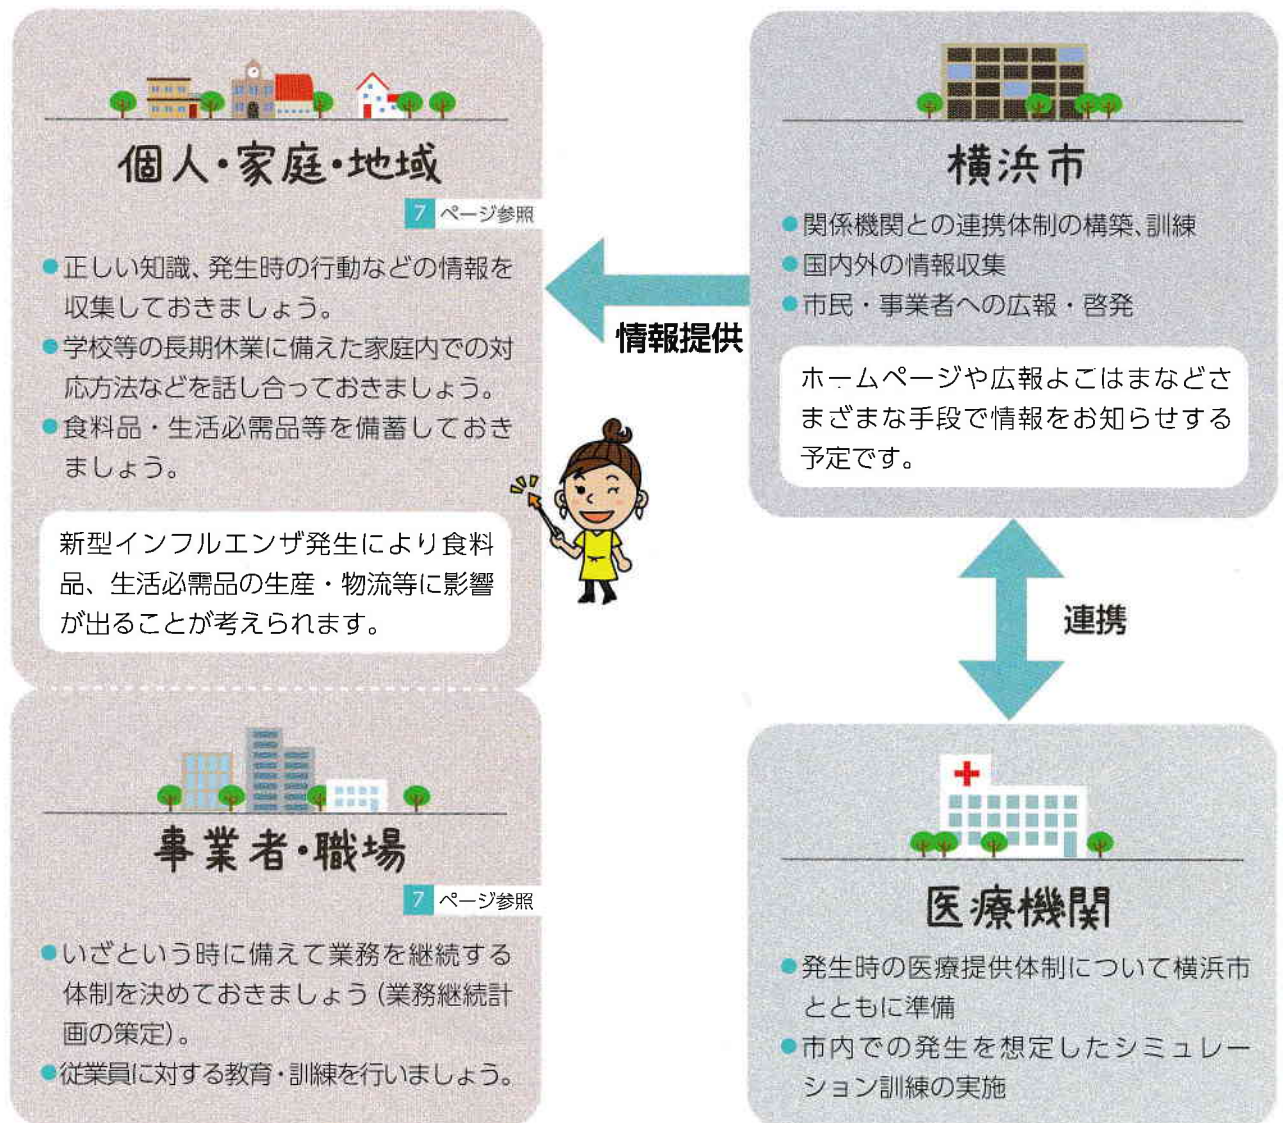 個人・家庭・地域
7 ページ参照
●正しい知識、発生時の行動などの情報を
収集しておきましょう。
●学校等の長期休業に備えた家庭内での対
応方法などを話し合っておきましょう。
●食料品・生活必需品等を備蓄しておき
ましょう。
新型インフルエンザ発生により食料
品、生活必需品の生産・物流等に影響
が出ることが考えられます。
事業者・職場
7 ページ参照
●いざという時に備えて業務を継続する
体制を決めておきましょう(業務継続計
画の策定)。
●従業員に対する教育・訓練を行いましょう。
情報提供
横浜市
●関係機関との連携体制の構築、訓練
●国内外の情報収集
●市民・事業者への広報・啓発
ホームページや広報よこはまなどさ
まざまな手段で情報をお知らせする
予定です。
連携
医療機関
●発生時の医療提供体制について横浜市
とともに準備
●市内での発生を想定したシミュレー
ション訓練の実施